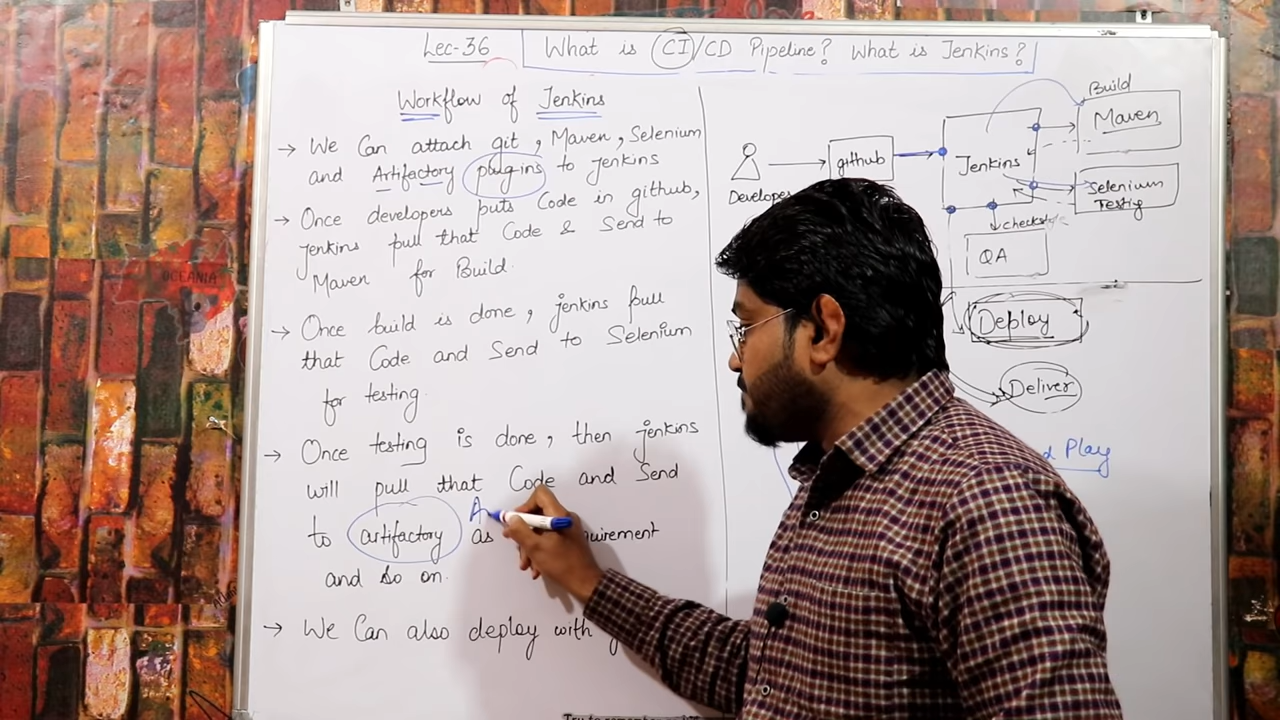 Lec-36
What is CI/CD Pipeline? What is Jenkins?
Workflow of Jenkins
→ We Can attach git, Maven, Selenium
and Artifactory plug-ins to Jenkins
→ Once developers puts Code in github,
Jenkins pull that Code & Send to
Maven for Build.
→ Once build is done, jenkins pull
that Code and Send to Selenium
for testing.
→ Once testing is done, then jenkins
will pull that Code and Send
to artifactory as
and so on.
→ We Can also deploy with
A
Developer
github
Jenkins
Build
Maven
Selenium
Testing
checkstyle
QA
Deploy
Deliver
Play
OCEANIA